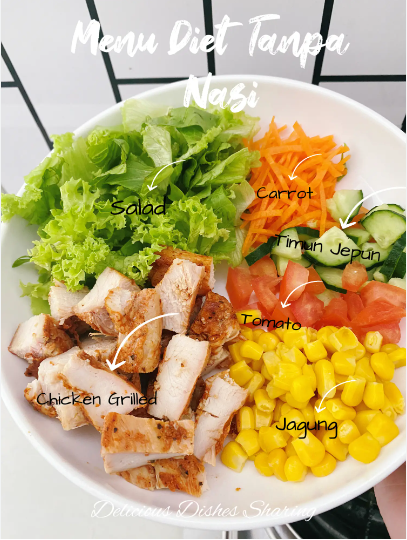 Menu Diet Tanpa
Nasi
Salad
Carrot
Timun Jepun
Tomato
Chicken Grilled
Jagung
Delicious Dishes Sharing